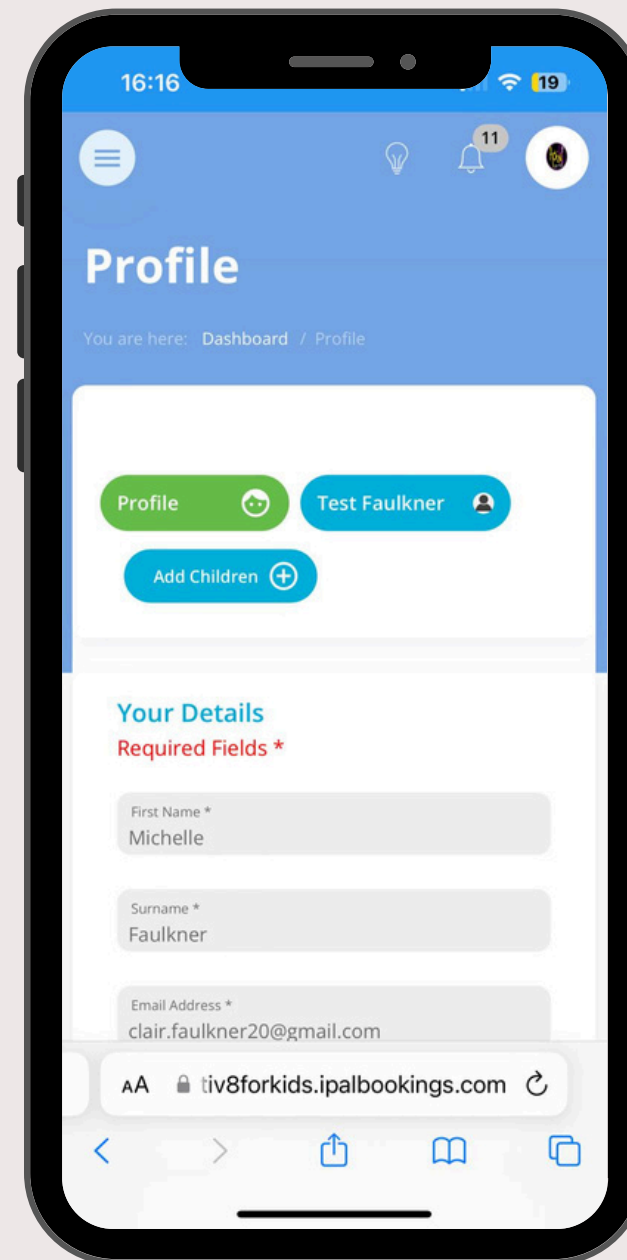 16:16
19
11
Profile
You are here: Dashboard / Profile
Profile
Test Faulkner
Add Children
Your Details
Required Fields *
First Name *
Michelle
Surname *
Faulkner
Email Address *
clair.faulkner20@gmail.com
AA tiv8forkids.ipalbookings.com